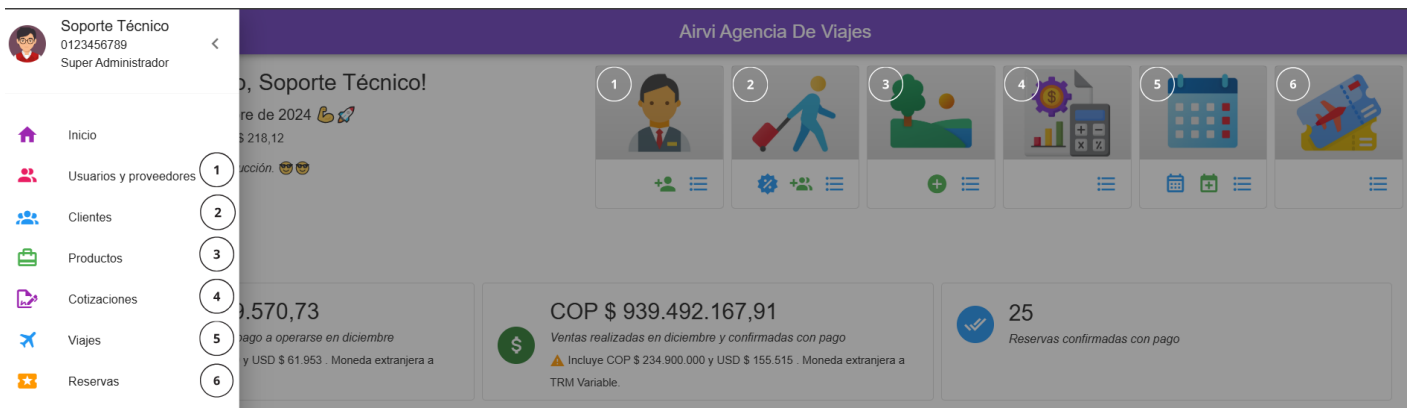 Soporte Técnico
0123456789
Super Administrador
Inicio
Usuarios y proveedores 1
Clientes 2
Productos 3
Cotizaciones 4
Viajes 5
Reservas 6
Airvi Agencia De Viajes
o, Soporte Técnico!
re de 2024
$ 218,12
ucción.
1 2 3 4 5 6
9.570,73
pago a operarse en diciembre
y USD $ 61.953 . Moneda extranjera a
COP $ 939.492.167,91
Ventas realizadas en diciembre y confirmadas con pago
Incluye COP $ 234.900.000 y USD $ 155.515 . Moneda extranjera a
TRM Variable.
25
Reservas confirmadas con pago